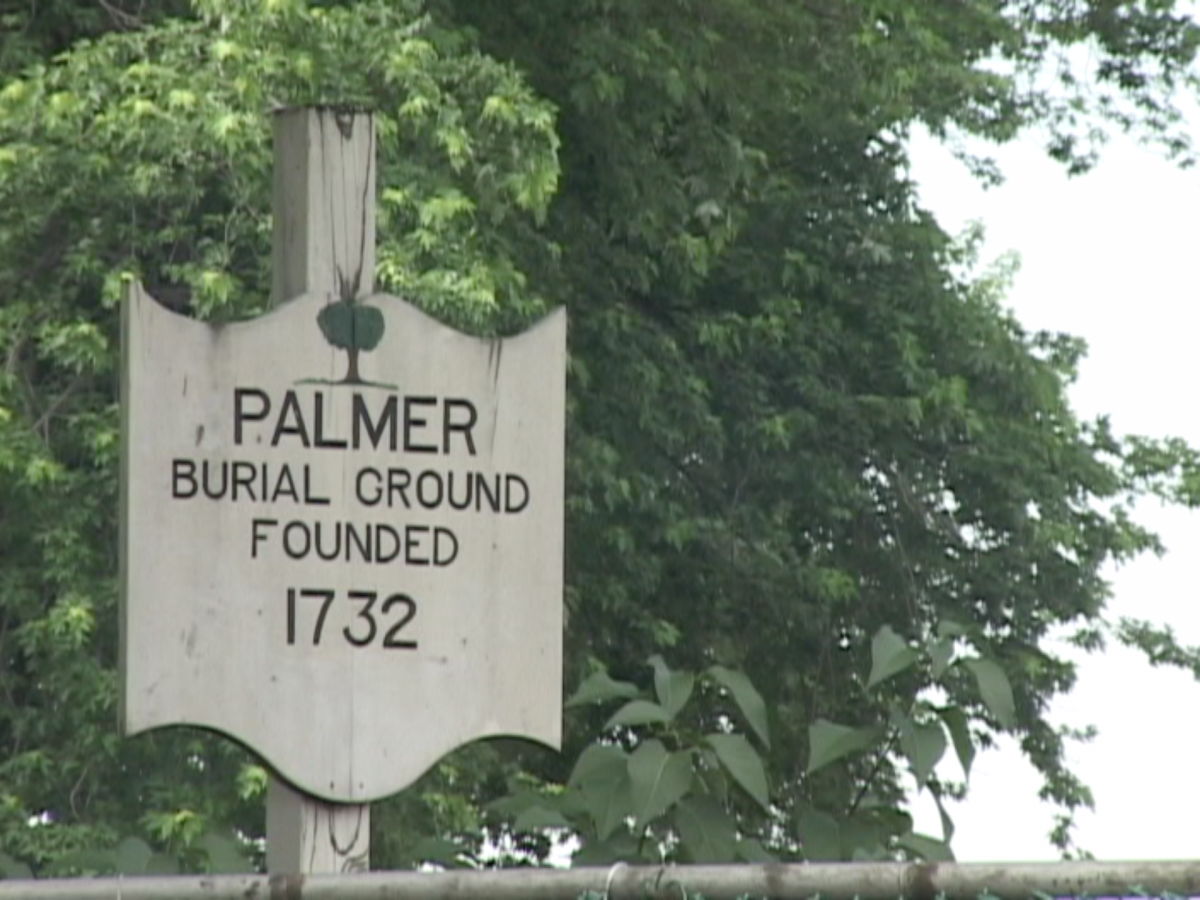 PALMER
BURIAL GROUND
FOUNDED
1732